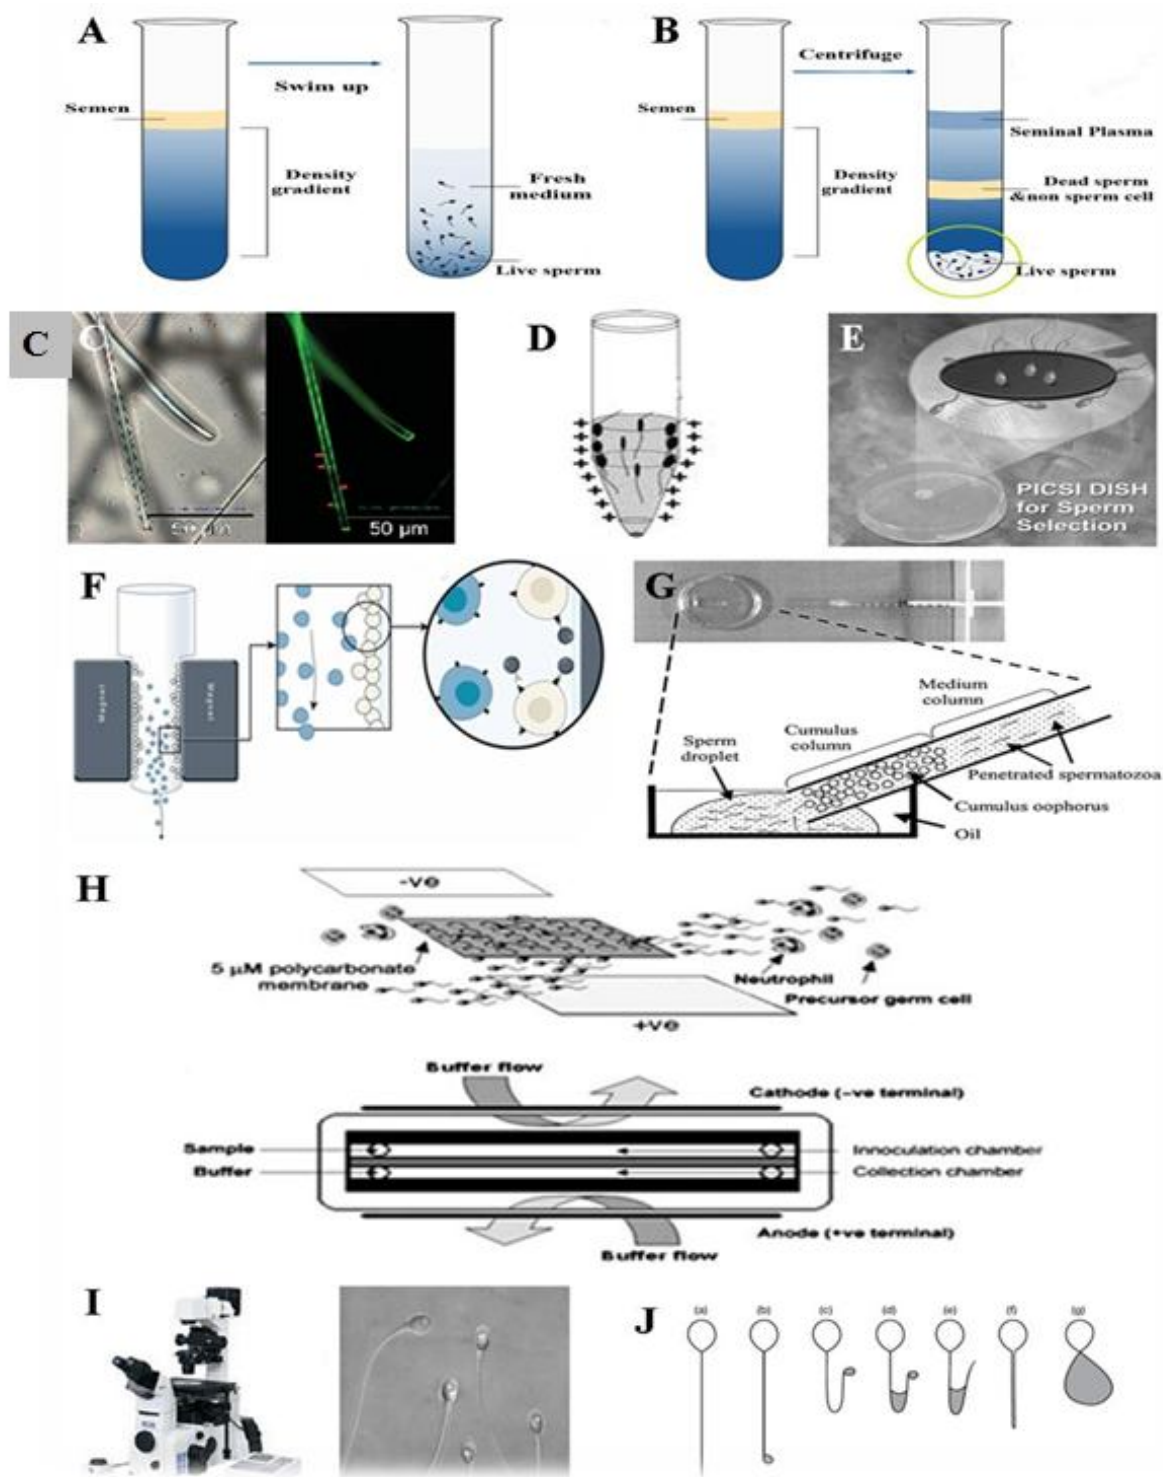 A
Swim up
Semen
Density
gradient
Fresh
medium
Live sperm
B
Centrifuge
Semen
Density
gradient
Seminal Plasma
Dead sperm
&non sperm cell
Live sperm
C
C
50 µm
D
E
PICSI DISH
for Sperm
Selection
F
Magnet
Magnet
G
Medium
column
Cumulus
column
Sperm
droplet
Penetrated spermatozoa
Cumulus oophorus
Oil
H
-ve
5 µM polycarbonate
membrane
Neutrophil
Precursor germ cell
+ve
Buffer flow
Cathode (–ve terminal)
Sample
Innoculation chamber
Buffer
Collection chamber
Anode (+ve terminal)
Buffer flow
I
J
(a) (b) (c) (d) (e) (f) (g)